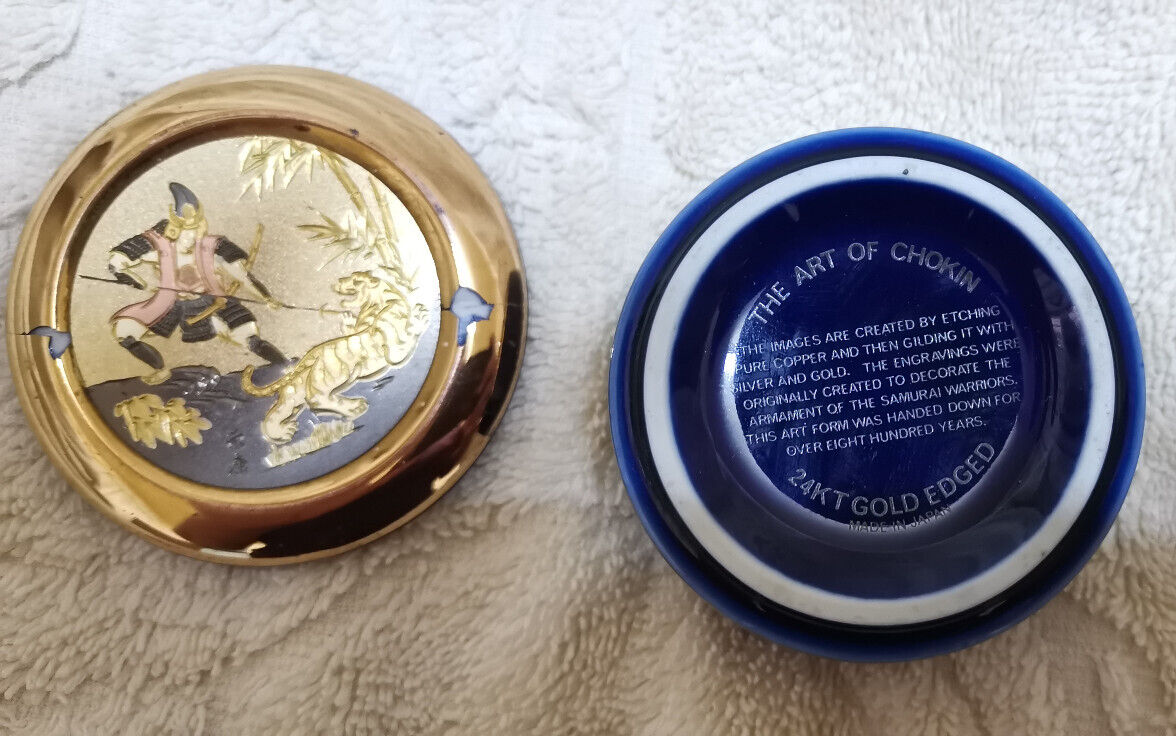 THE ART OF CHOKIN
THE IMAGES ARE CREATED BY ETCHING
PURE COPPER AND THEN GILDING IT WITH
SILVER AND GOLD. THE ENGRAVINGS WERE
ORIGINALLY CREATED TO DECORATE THE
ARMAMENT OF THE SAMURAI WARRIORS.
THIS ART FORM WAS HANDED DOWN FOR
OVER EIGHT HUNDRED YEARS.
24KT GOLD EDGED
MADE IN JAPAN